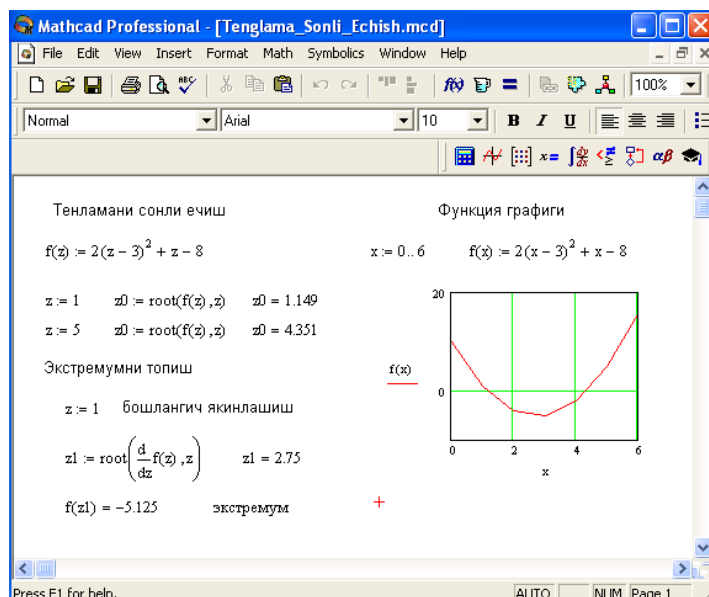 Mathcad Professional - [Tenglama_Sonli_Echish.mcd]
File Edit View Insert Format Math Symbolics Window Help
100%
Normal Arial 10 B I U
Тенламани сонли ечиш
f(z) := 2(z − 3)² + z − 8
z := 1 z0 := root(f(z) ,z) z0 = 1.149
z := 5 z0 := root(f(z) ,z) z0 = 4.351
Экстремумни топиш
z := 1 бошлангич якинлашиш
z1 := root(d/dz f(z) ,z) z1 = 2.75
f(z1) = −5.125 экстремум
Функция графиги
x := 0.. 6 f(x) := 2(x − 3)² + x − 8
20
f(x)
0
0 2 4 6
x
Press F1 for help. AUTO NUM Page 1